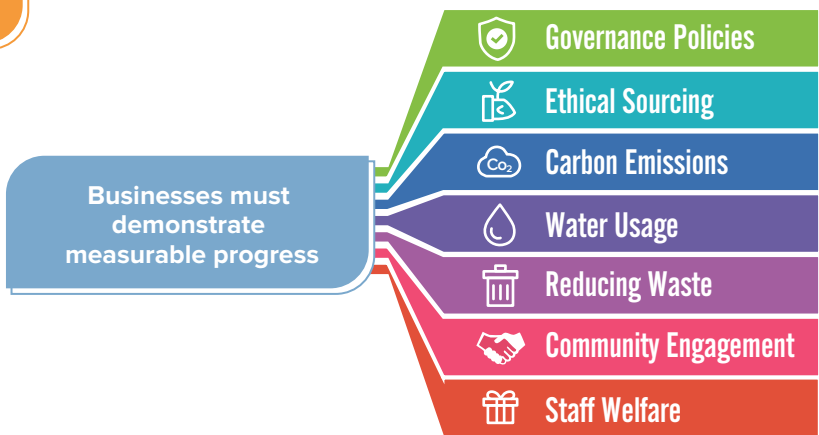 Businesses must
demonstrate
measurable progress
Governance Policies
Ethical Sourcing
Co₂
Carbon Emissions
Water Usage
Reducing Waste
Community Engagement
Staff Welfare